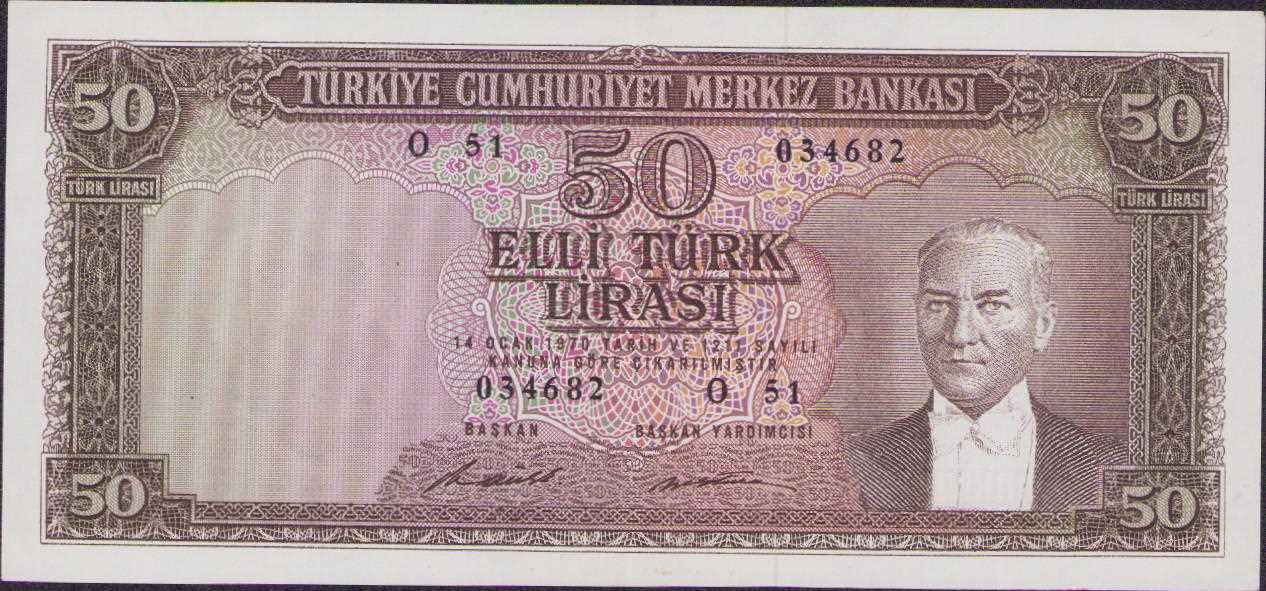 TÜRKİYE CUMHURİYET MERKEZ BANKASI
50
50
TÜRK LİRASI
TÜRK LİRASI
O 51
50
034682
ELLİ TÜRK
LİRASI
14 OCAK 1970 TARİH VE 1211 SAYILI
KANUNA GÖRE ÇIKARILMIŞTIR
034682
O 51
BAŞKAN
BAŞKAN YARDIMCISI
50
50